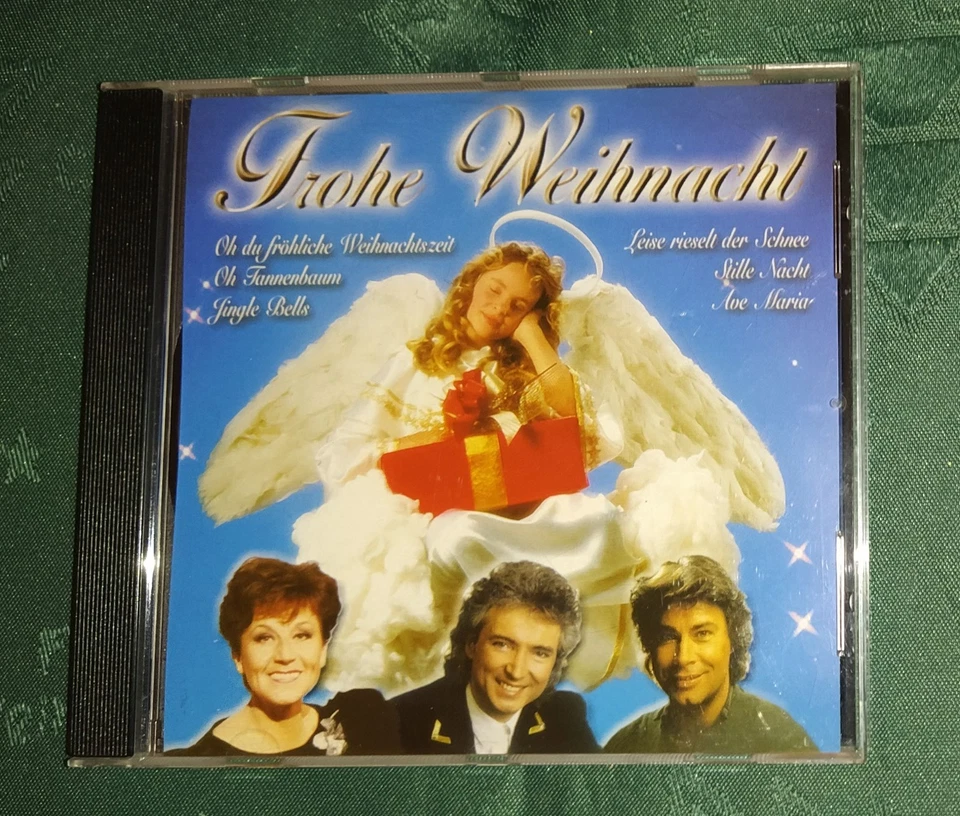 Frohe Weihnacht
Oh du fröhliche Weihnachtszeit
Oh Tannenbaum
Jingle Bells
Leise rieselt der Schnee
Stille Nacht
Ave Maria